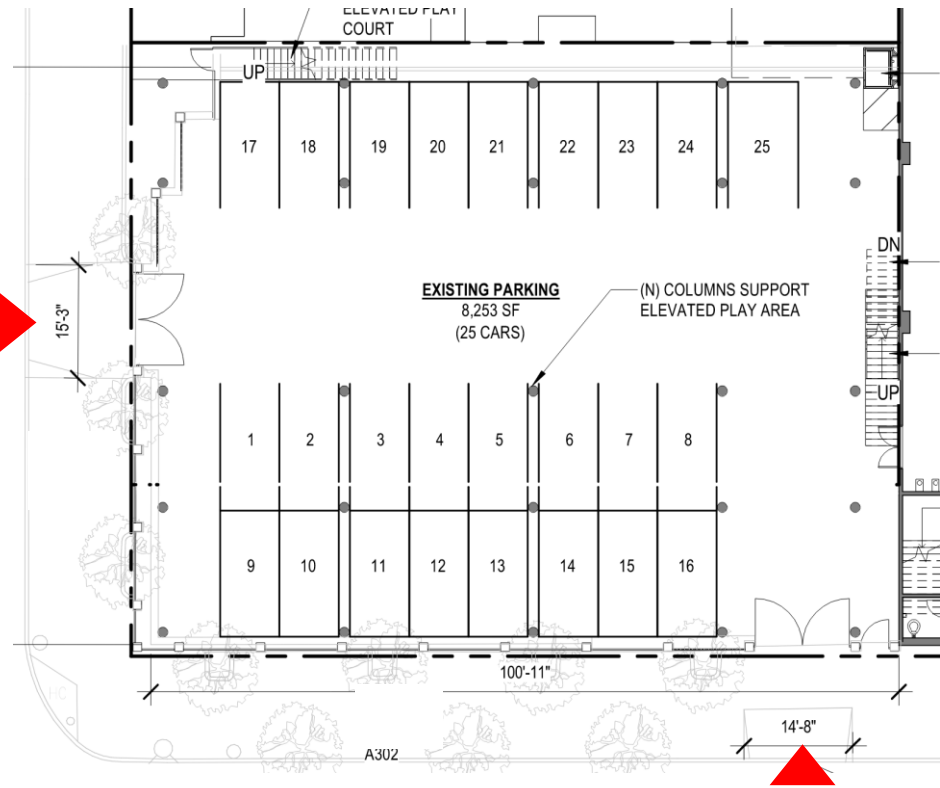 ELEVATED PLAY
COURT
UP
17
18
19
20
21
22
23
24
25
DN
EXISTING PARKING
8,253 SF
(25 CARS)
(N) COLUMNS SUPPORT
ELEVATED PLAY AREA
15'-3"
UP
1
2
3
4
5
6
7
8
9
10
11
12
13
14
15
16
100'-11"
HC
14'-8"
A302